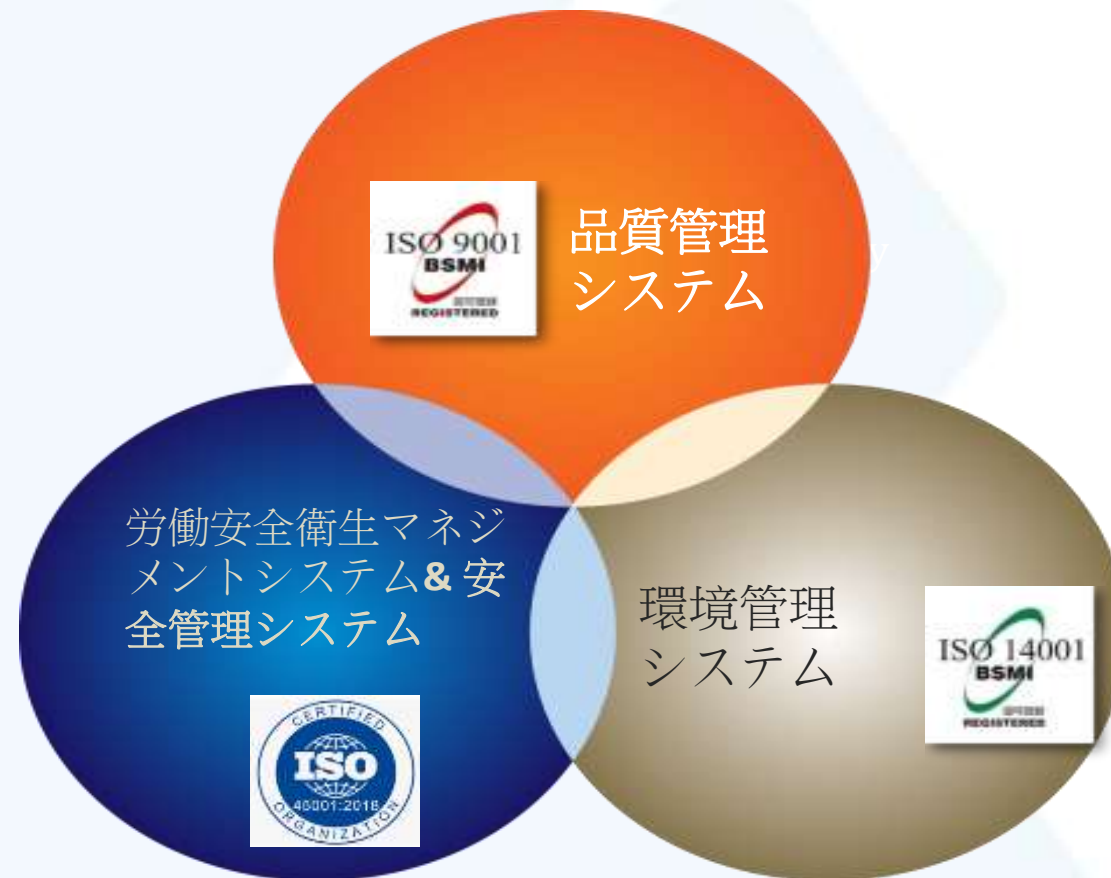 ISO 9001
BSMI
REGISTERED
品質管理
システム
労働安全衛生マネジ
メントシステム& 安
全管理システム
環境管理
システム
ISO 14001
BSMI
REGISTERED
CERTIFIED
ISO
45001:2018
ORGANIZATION